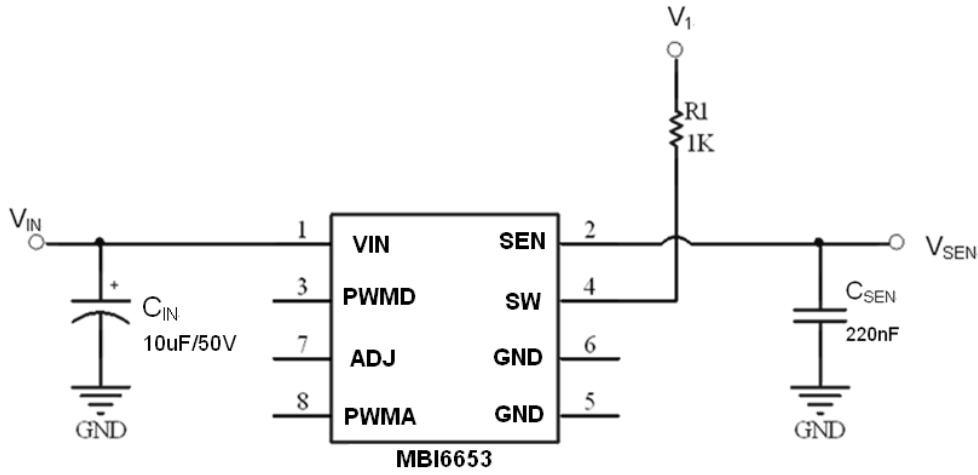 V1
R1
1K
VIN
1
VIN
SEN
2
VSEN
3
PWMD
SW
4
+
CIN
10uF/50V
CSEN
220nF
7
ADJ
GND
6
8
PWMA
GND
5
GND
GND
MBI6653